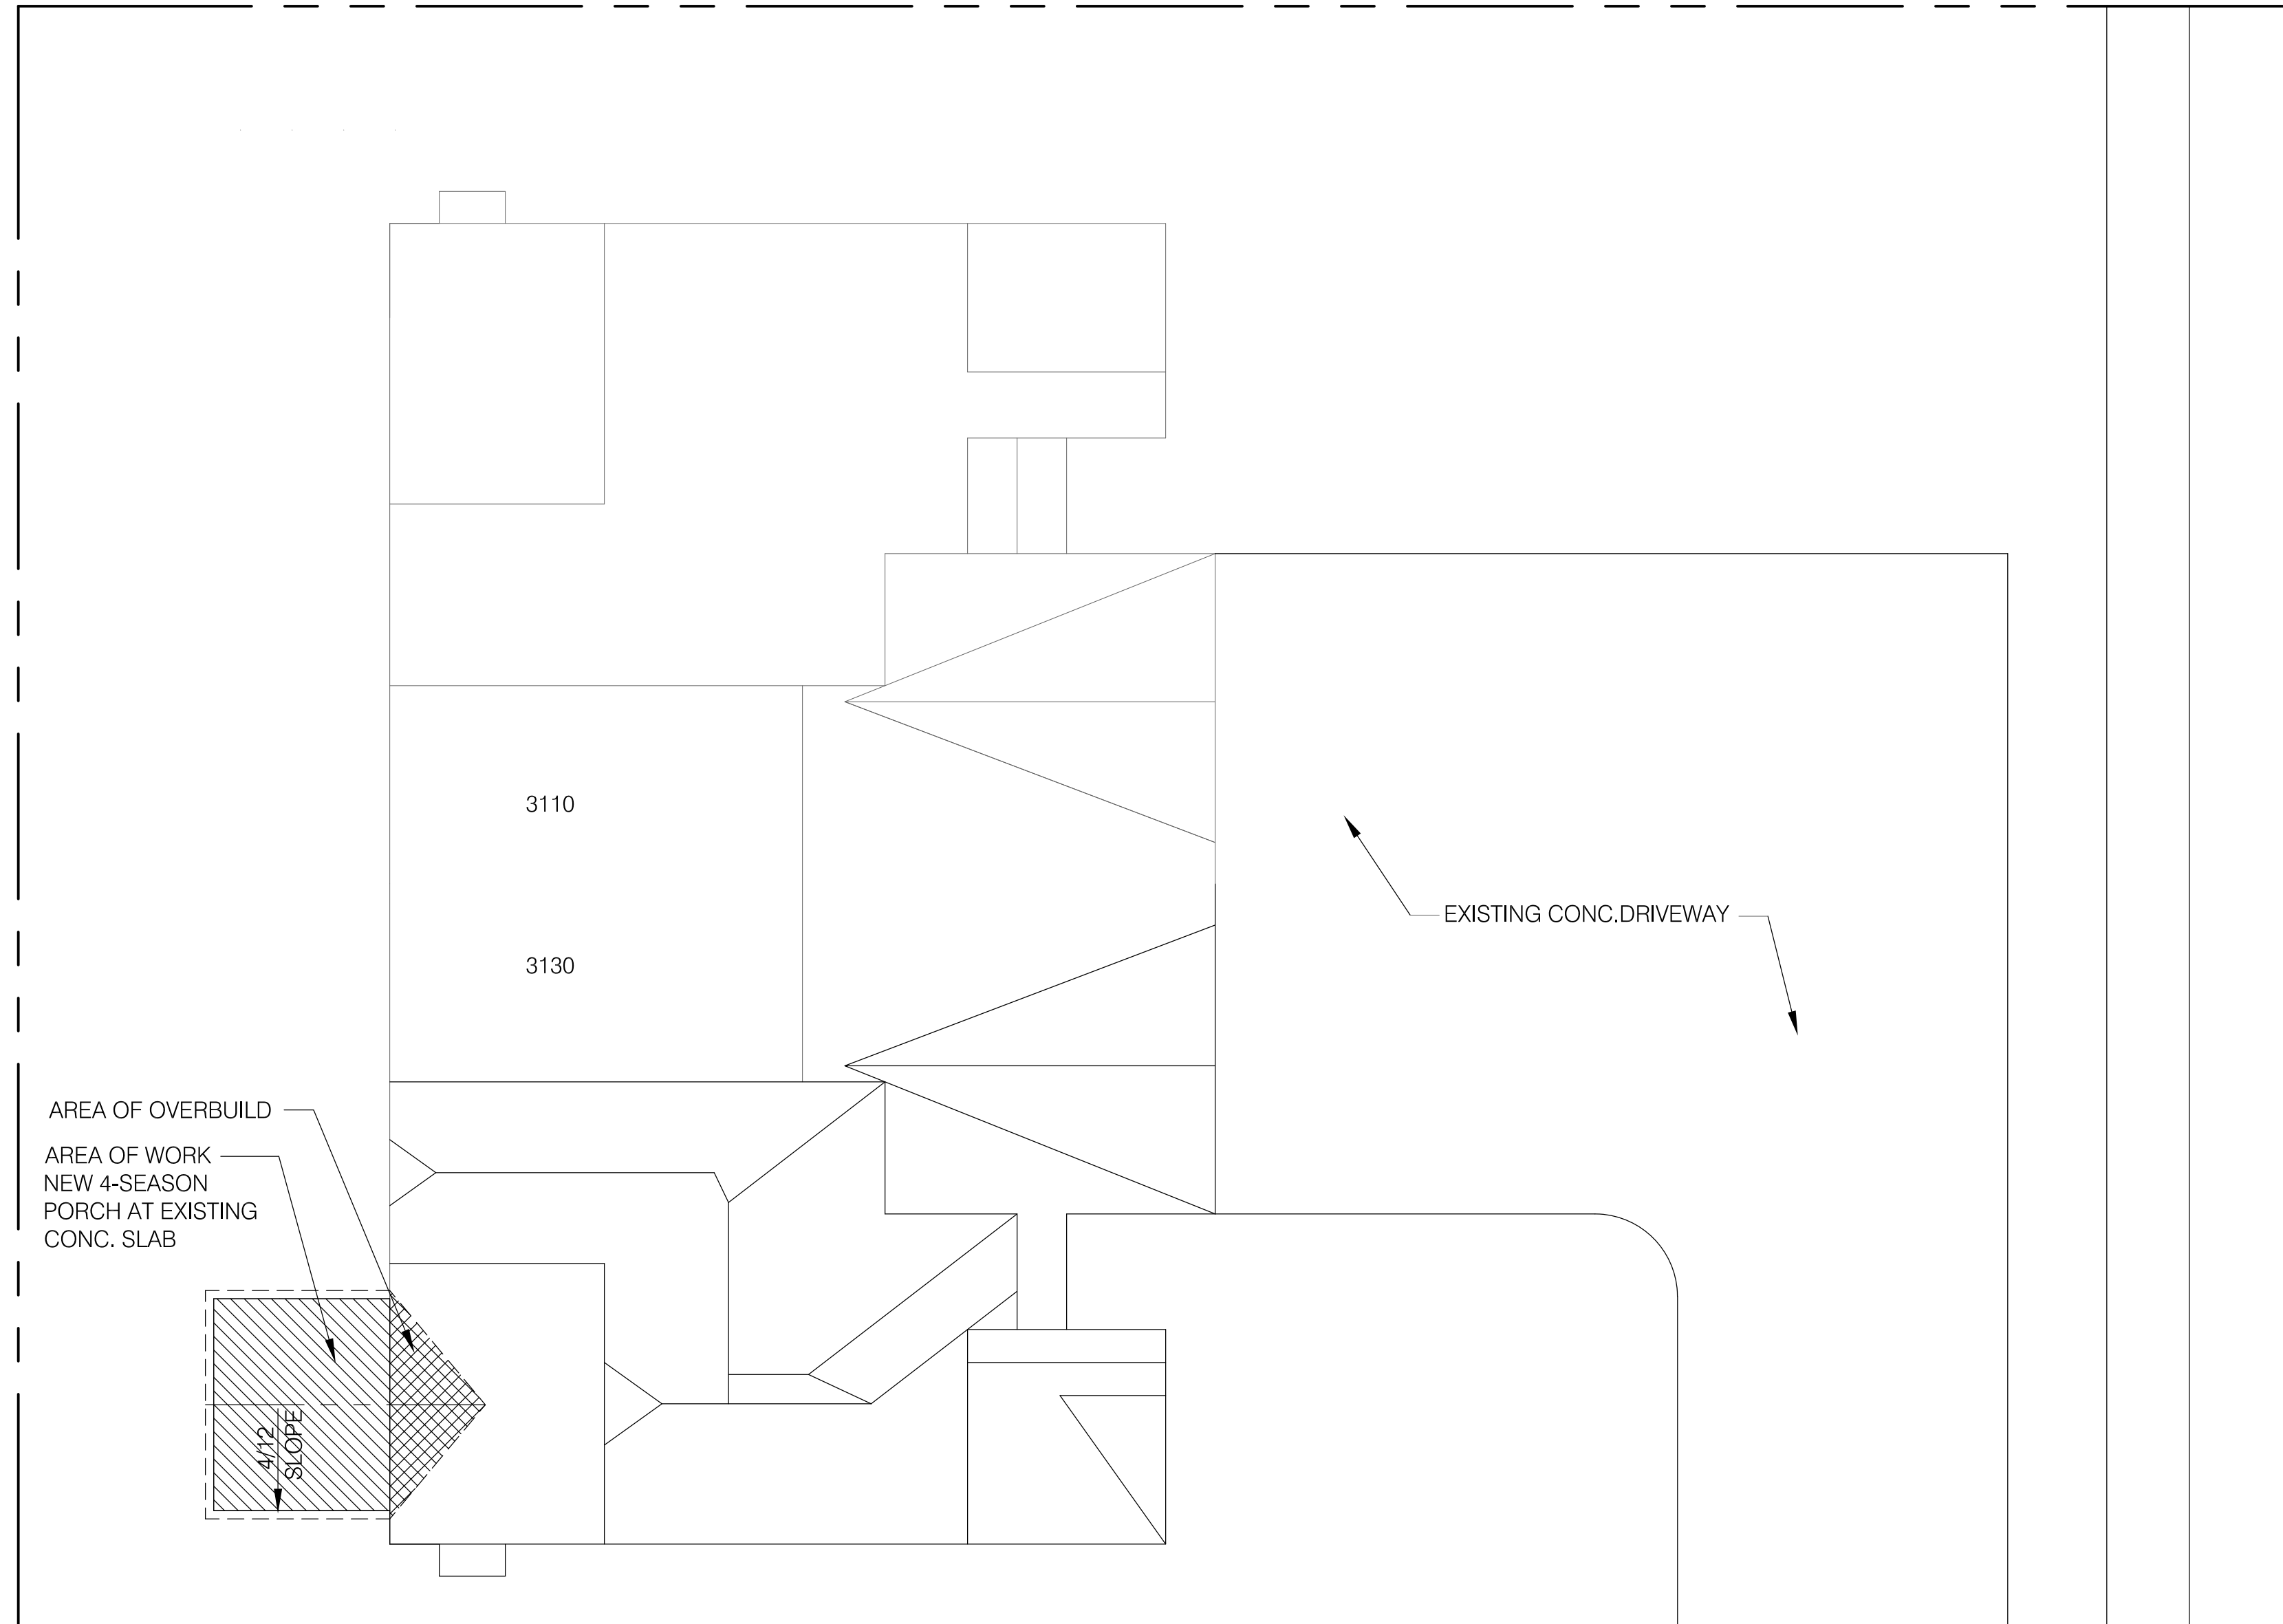 3110
EXISTING CONC.DRIVEWAY
3130
AREA OF OVERBUILD
AREA OF WORK
NEW 4-SEASON
PORCH AT EXISTING
CONC. SLAB
4/12
SLOPE